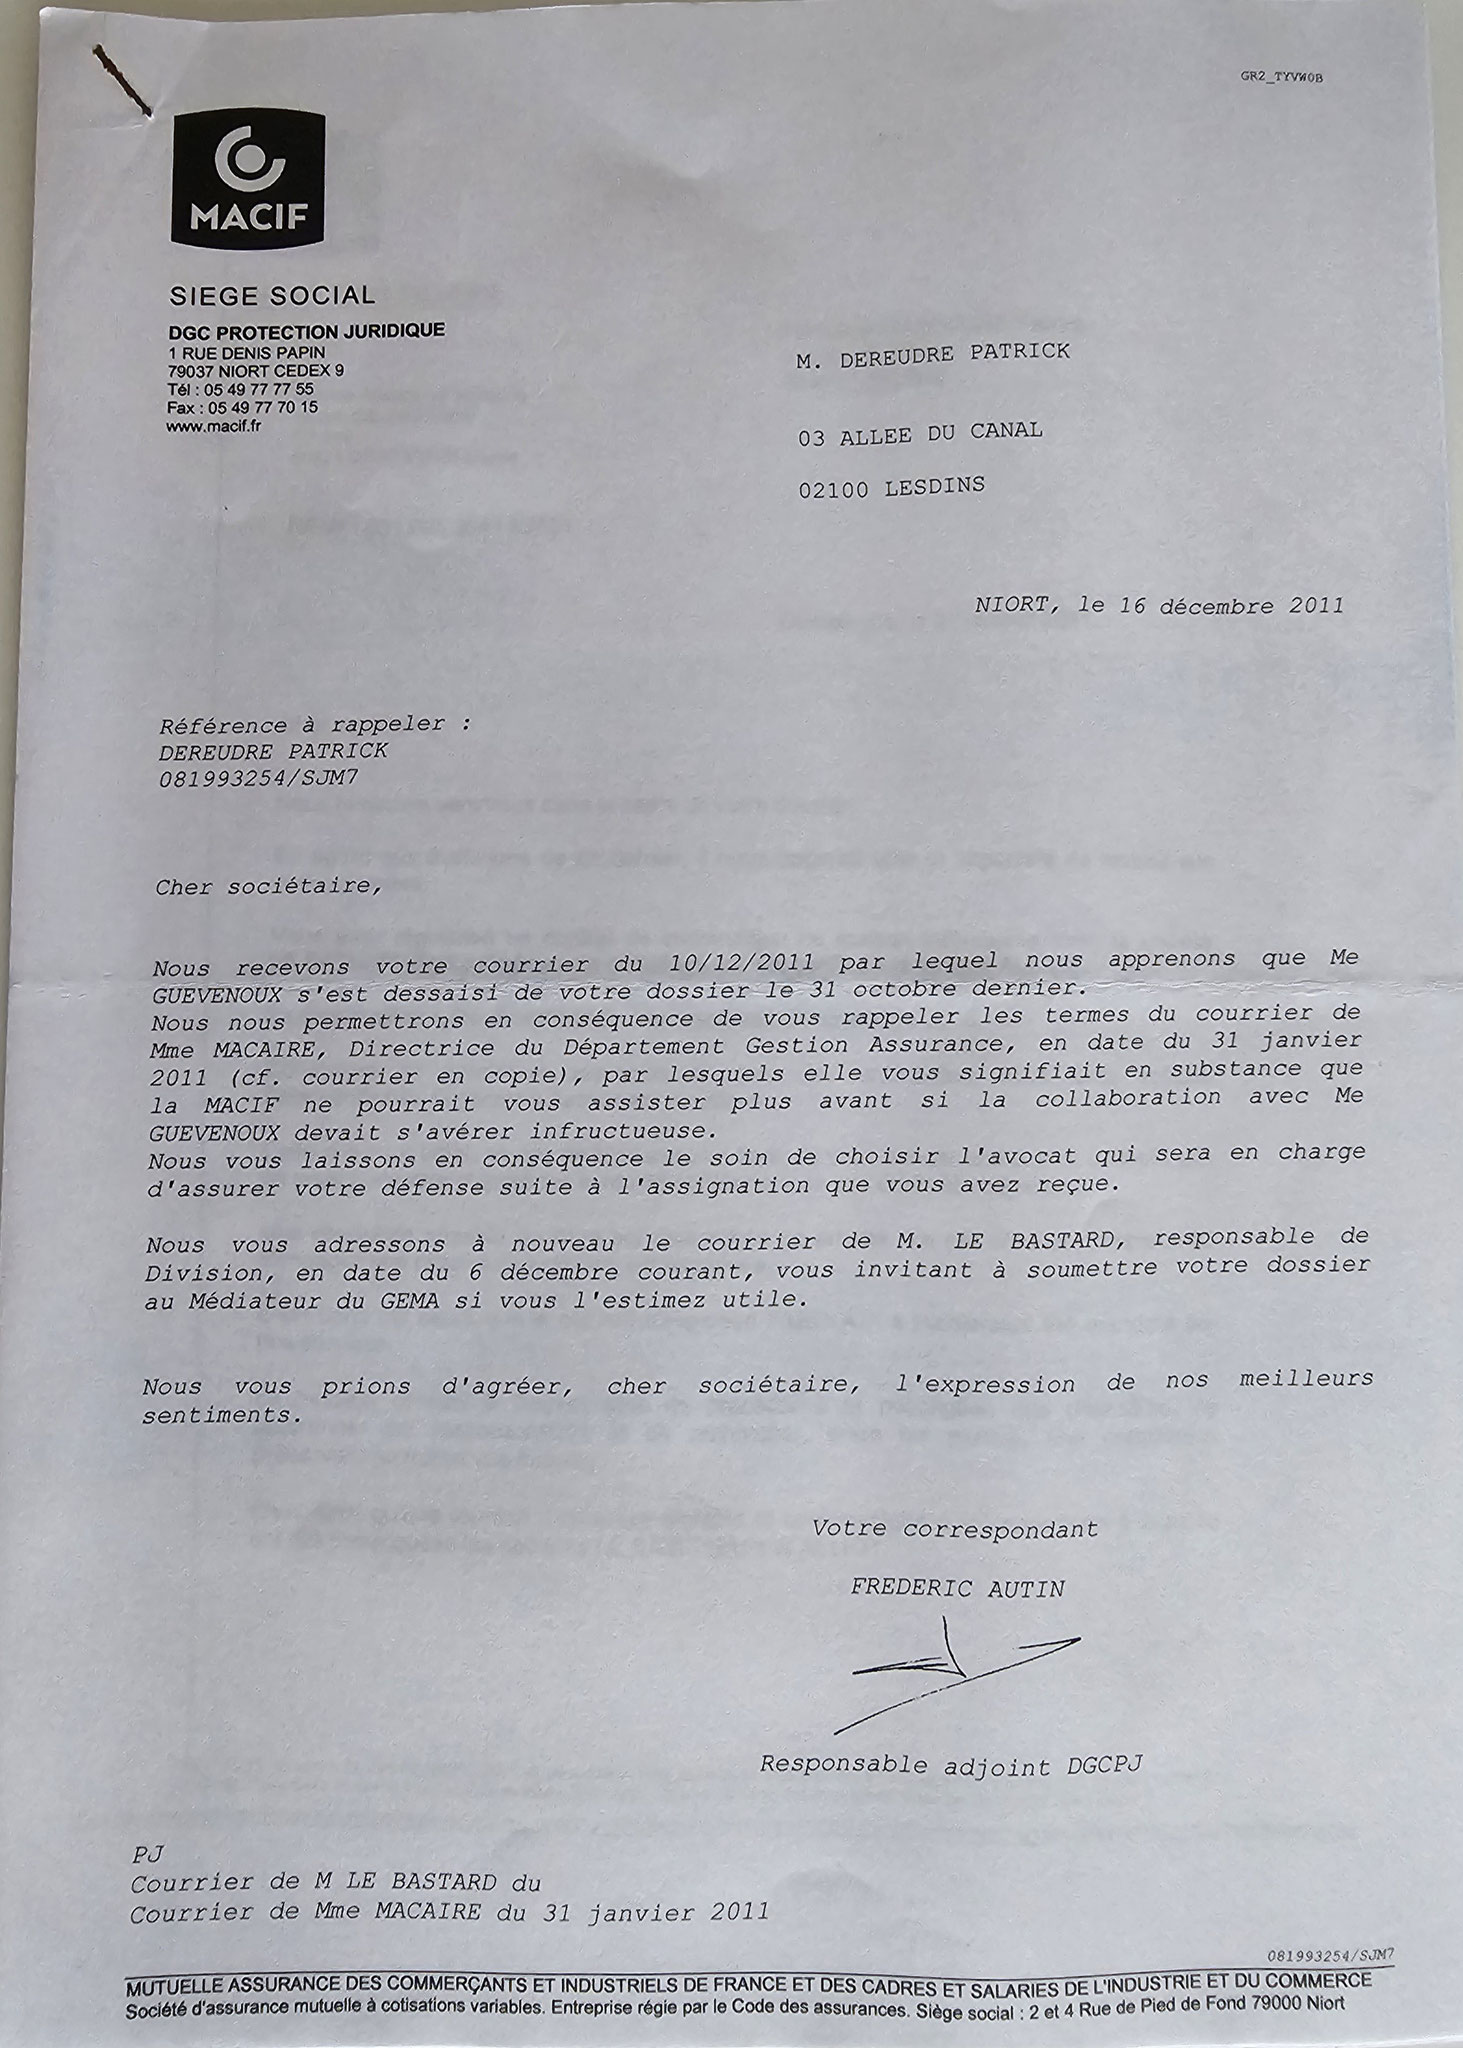 GR2_TYVW0B
MACIF
SIEGE SOCIAL
DGC PROTECTION JURIDIQUE
1 RUE DENIS PAPIN
79037 NIORT CEDEX 9
Tél : 05 49 77 77 55
Fax : 05 49 77 70 15
www.macif.fr
M. DEREUDRE PATRICK
03 ALLEE DU CANAL
02100 LESDINS
NIORT, le 16 décembre 2011
Référence à rappeler :
DEREUDRE PATRICK
081993254/SJM7
Cher sociétaire,
Nous recevons votre courrier du 10/12/2011 par lequel nous apprenons que Me
GUEVENOUX s'est dessaisi de votre dossier le 31 octobre dernier.
Nous nous permettrons en conséquence de vous rappeler les termes du courrier de
Mme MACAIRE, Directrice du Département Gestion Assurance, en date du 31 janvier
2011 (cf. courrier en copie), par lesquels elle vous signifiait en substance que
la MACIF ne pourrait vous assister plus avant si la collaboration avec Me
GUEVENOUX devait s'avérer infructueuse.
Nous vous laissons en conséquence le soin de choisir l'avocat qui sera en charge
d'assurer votre défense suite à l'assignation que vous avez reçue.
Nous vous adressons à nouveau le courrier de M. LE BASTARD, responsable de
Division, en date du 6 décembre courant, vous invitant à soumettre votre dossier
au Médiateur du GEMA si vous l'estimez utile.
Nous vous prions d'agréer, cher sociétaire, l'expression de nos meilleurs
sentiments.
Votre correspondant
FREDERIC AUTIN
Responsable adjoint DGCPJ
PJ
Courrier de M LE BASTARD du
Courrier de Mme MACAIRE du 31 janvier 2011
081993254/SJM7
MUTUELLE ASSURANCE DES COMMERÇANTS ET INDUSTRIELS DE FRANCE ET DES CADRES ET SALARIES DE L'INDUSTRIE ET DU COMMERCE
Société d'assurance mutuelle à cotisations variables. Entreprise régie par le Code des assurances. Siège social : 2 et 4 Rue de Pied de Fond 79000 Niort